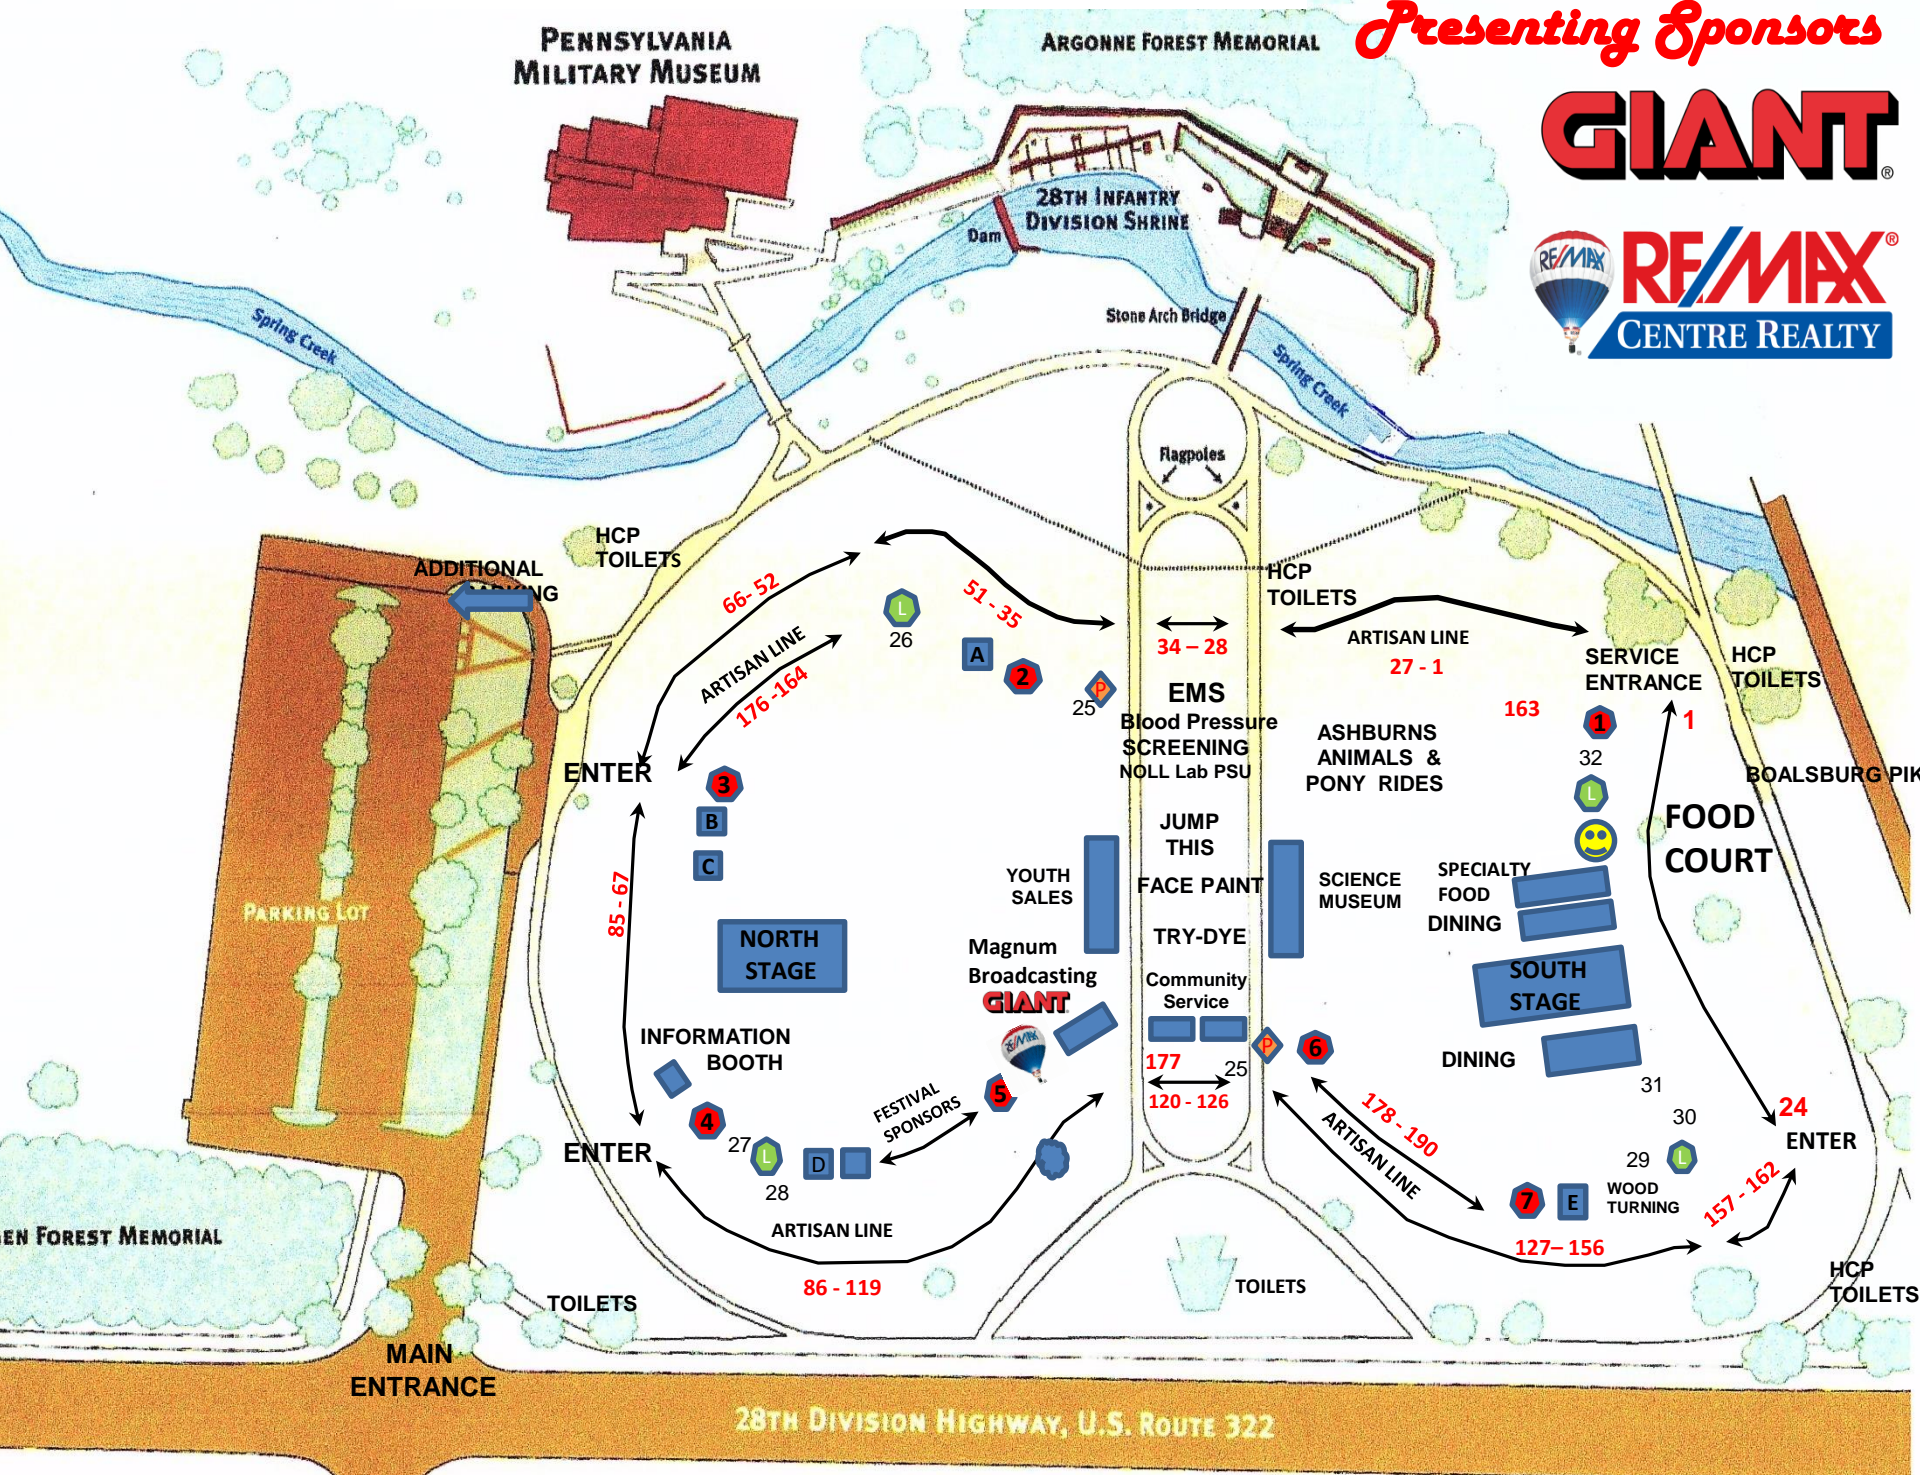 Presenting Sponsors
PENNSYLVANIA
MILITARY MUSEUM
ARGONNE FOREST MEMORIAL
GIANT®
28TH INFANTRY
DIVISION SHRINE
Dam
RE/MAX
RE/MAX®
CENTRE REALTY
Stone Arch Bridge
Spring Creek
Spring Creek
Flagpoles
HCP
TOILETS
ADDITIONAL
HCP
TOILETS
66- 52
51 - 35
L
26
ARTISAN LINE
176 -164
A
2
P
25
34 – 28
ARTISAN LINE
27 - 1
SERVICE
ENTRANCE
HCP
TOILETS
163
1
1
32
L
EMS
Blood Pressure
SCREENING
NOLL Lab PSU
ASHBURNS
ANIMALS &
PONY RIDES
BOALSBURG PIK
ENTER
3
B
C
85 - 67
JUMP
THIS
FACE PAINT
TRY-DYE
YOUTH
SALES
SCIENCE
MUSEUM
FOOD
COURT
SPECIALTY
FOOD
DINING
PARKING LOT
NORTH
STAGE
Magnum
Broadcasting
GIANT
RE/MAX
Community
Service
SOUTH
STAGE
DINING
INFORMATION
BOOTH
177
25
P
6
120 - 126
31
30
24
ENTER
4
27
L
28
D
FESTIVAL
SPONSORS
5
ENTER
178 - 190
ARTISAN LINE
29
L
7
E
WOOD
TURNING
157 - 162
127– 156
ARTISAN LINE
86 - 119
EN FOREST MEMORIAL
TOILETS
TOILETS
HCP
TOILETS
MAIN
ENTRANCE
28TH DIVISION HIGHWAY, U.S. ROUTE 322